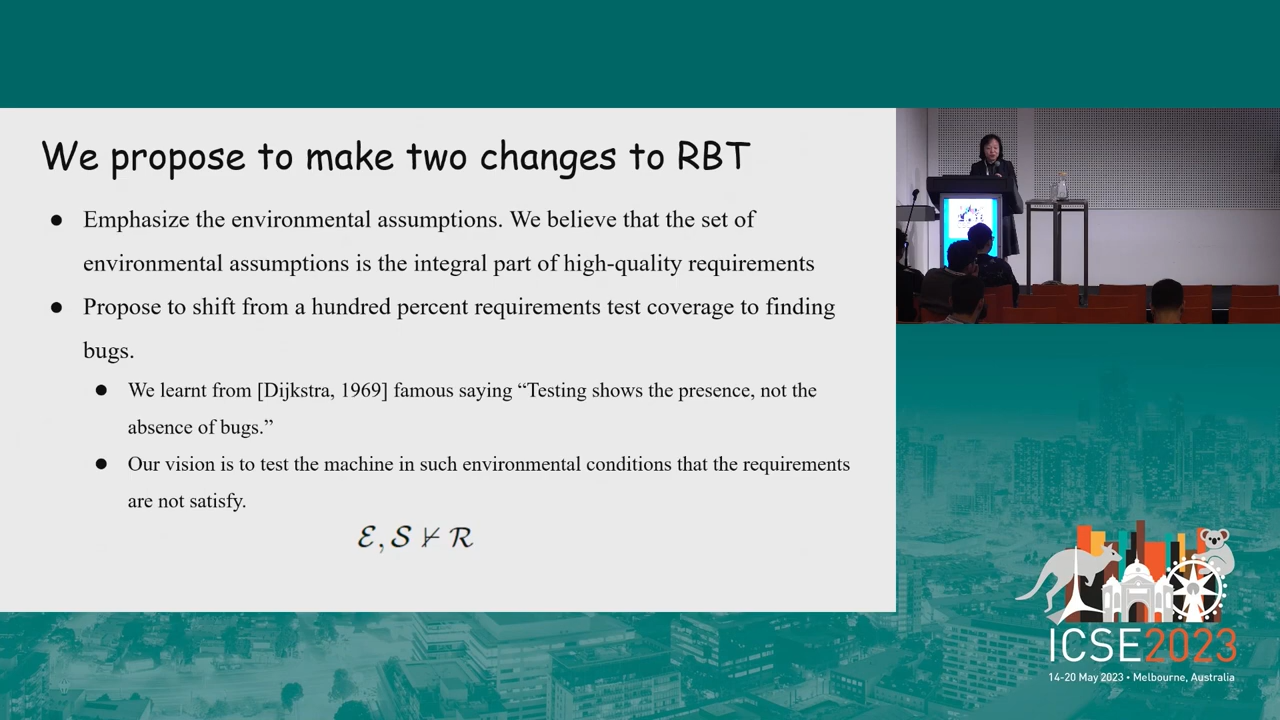 We propose to make two changes to RBT
● Emphasize the environmental assumptions. We believe that the set of
environmental assumptions is the integral part of high-quality requirements
● Propose to shift from a hundred percent requirements test coverage to finding
bugs.
● We learnt from [Dijkstra, 1969] famous saying “Testing shows the presence, not the
absence of bugs.”
● Our vision is to test the machine in such environmental conditions that the requirements
are not satisfy.
ℰ, 𝒮 ⊬ ℛ
ICSE2023
14-20 May 2023 • Melbourne, Australia